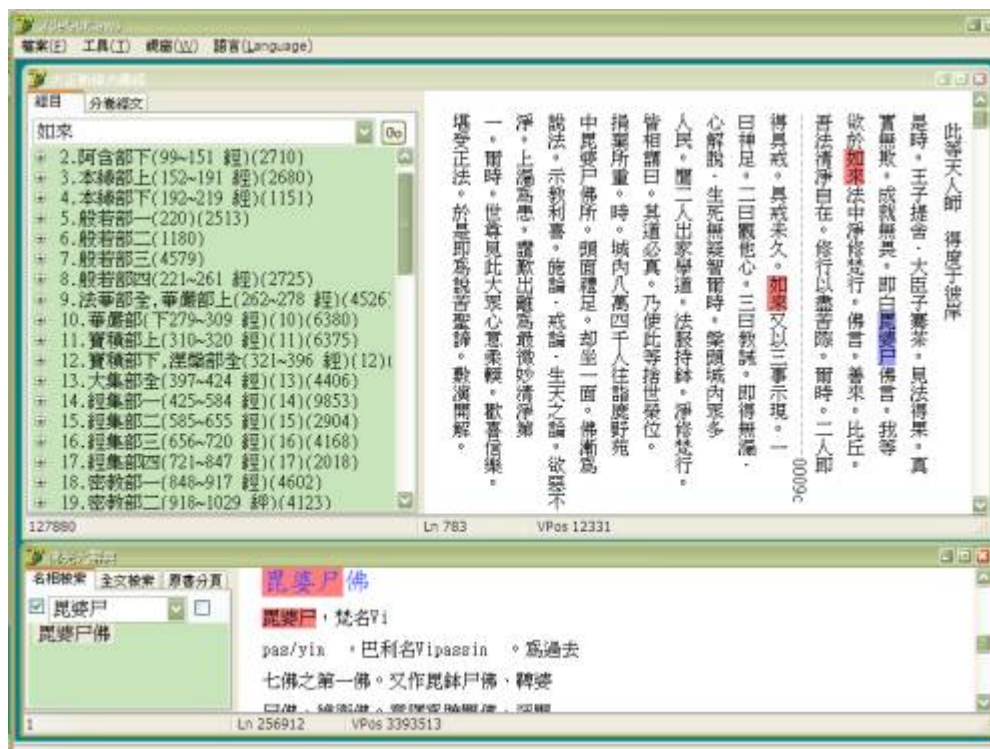 檔案(F) 工具(T) 視窗(W) 語言(Language)
經目 分卷經文
如來 Go
2.阿含部下(99~151 經)(2710)
3.本緣部上(152~191 經)(2680)
4.本緣部下(192~219 經)(1151)
5.般若部一(220)(2513)
6.般若部二(1180)
7.般若部三(4579)
8.般若部四(221~261 經)(2725)
9.法華部全,華嚴部上(262~278 經)(4526)
10.華嚴部(下279~309 經)(10)(6380)
11.寶積部上(310~320 經)(11)(6375)
12.寶積部下,涅槃部全(321~396 經)(12)(
13.大集部全(397~424 經)(13)(4406)
14.經集部一(425~584 經)(14)(9853)
15.經集部二(585~655 經)(15)(2904)
16.經集部三(656~720 經)(16)(4168)
17.經集部四(721~847 經)(17)(2018)
18.密教部一(848~917 經)(4602)
19.密教部二(918~1029 經)(4123)
此等天人師 得度于彼岸
是時。王子提舍.大臣子騫荼。見法得果。真
實無欺。成就無畏。即白毘婆尸佛言。我等
欲於如來法中淨修梵行。佛言。善來。比丘。
吾法清淨自在。修行以盡苦際。爾時。二人即
0009c
得具戒。具戒未久。如來又以三事示現。一
曰神足。二曰觀他心。三曰教誡。即得無漏.
心解脫.生死無疑智爾時。槃頭城內眾多
人民。聞二人出家學道。法服持鉢。淨修梵行。
皆相謂曰。其道必真。乃使此等捨世榮位。
捐棄所重。時。城內八萬四千人往詣鹿野苑
中毘婆尸佛所。頭面禮足。却坐一面。佛漸為
說法。示教利喜。施論.戒論.生天之論。欲惡不
淨。上漏為患。讚歎出離為最微妙清淨第
一。爾時。世尊見此大眾心意柔軟。歡喜信樂。
堪受正法。於是即為說苦聖諦。敷演開解。
127880 Ln 783 VPos 12331
名相檢索 全文檢索 原書分頁
毘婆尸
毘婆尸佛
毘婆尸佛
毘婆尸，梵名Vi
pas/yin 。巴利名Vipassin 。為過去
七佛之第一佛。又作毘鉢尸佛、鞞婆
1 Ln 256912 VPos 3393513